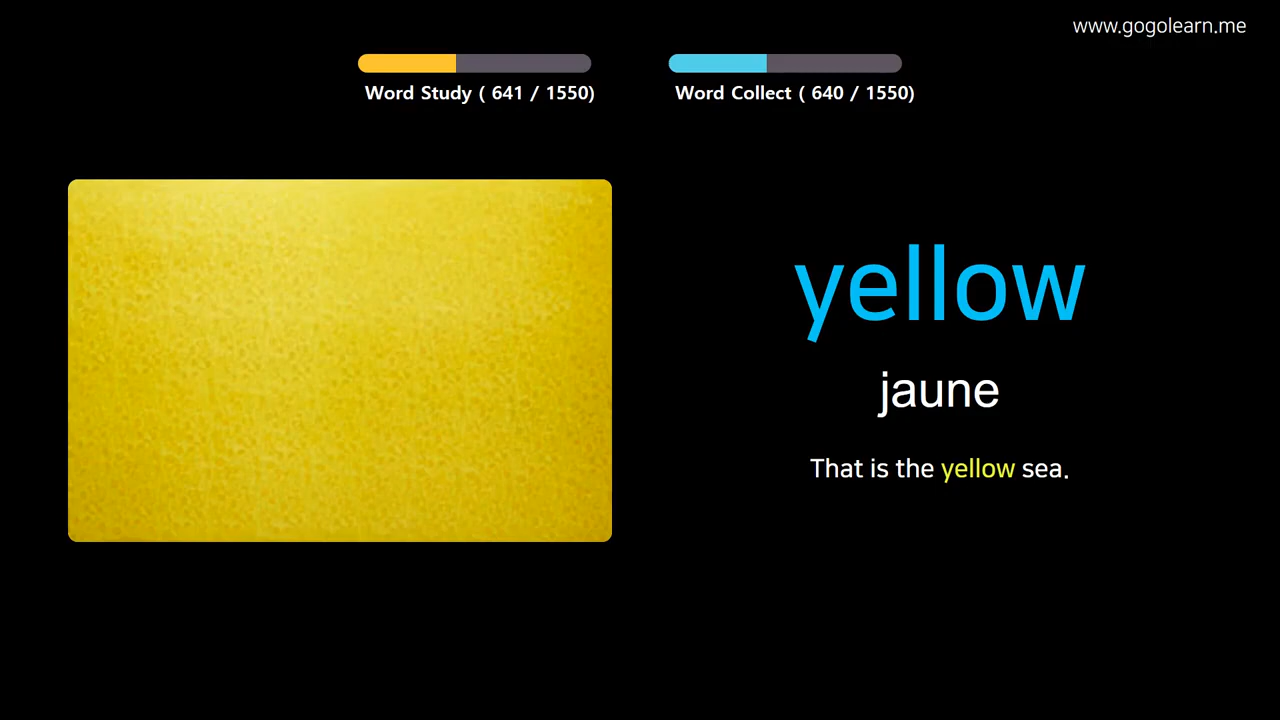 www.gogolearn.me
Word Study ( 641 / 1550)
Word Collect ( 640 / 1550)
yellow
jaune
That is the yellow sea.